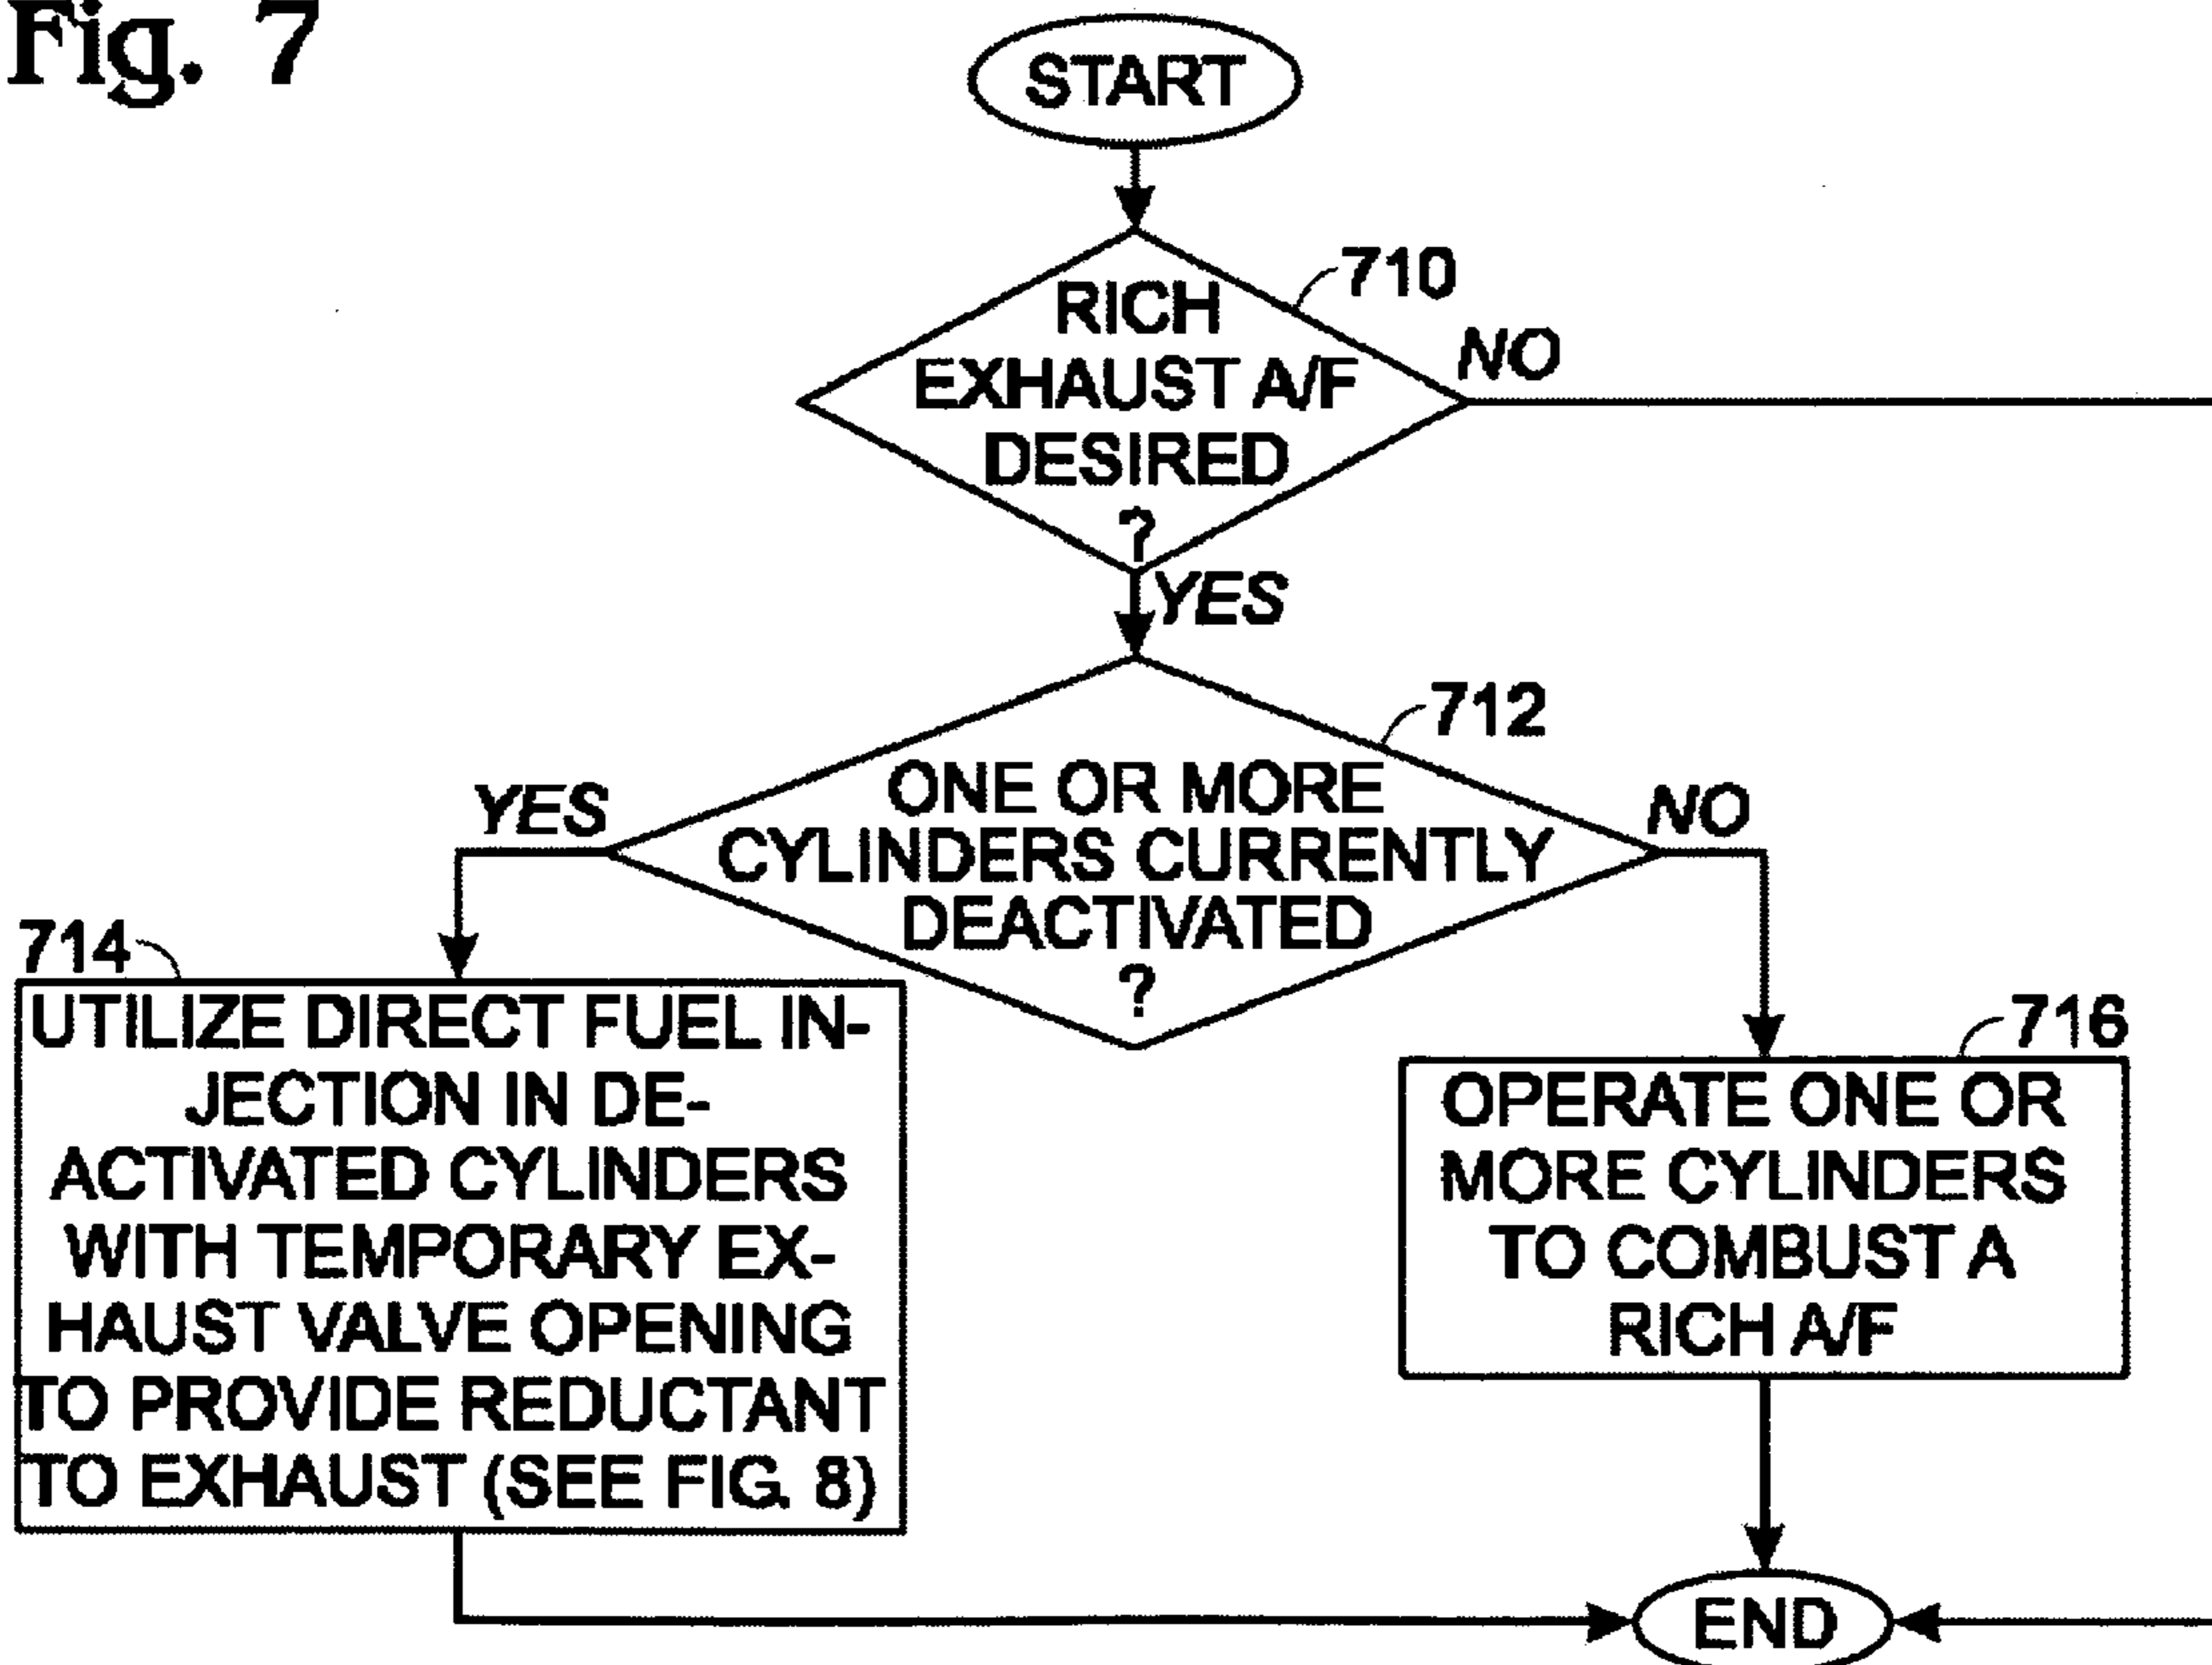 Fig. 7
START
710
RICH
EXHAUST A/F
DESIRED
?
NO
YES
712
ONE OR MORE
CYLINDERS CURRENTLY
DEACTIVATED
?
YES
NO
714
UTILIZE DIRECT FUEL IN-
JECTION IN DE-
ACTIVATED CYLINDERS
WITH TEMPORARY EX-
HAUST VALVE OPENING
TO PROVIDE REDUCTANT
TO EXHAUST (SEE FIG. 8)
716
OPERATE ONE OR
MORE CYLINDERS
TO COMBUST A
RICH A/F
END